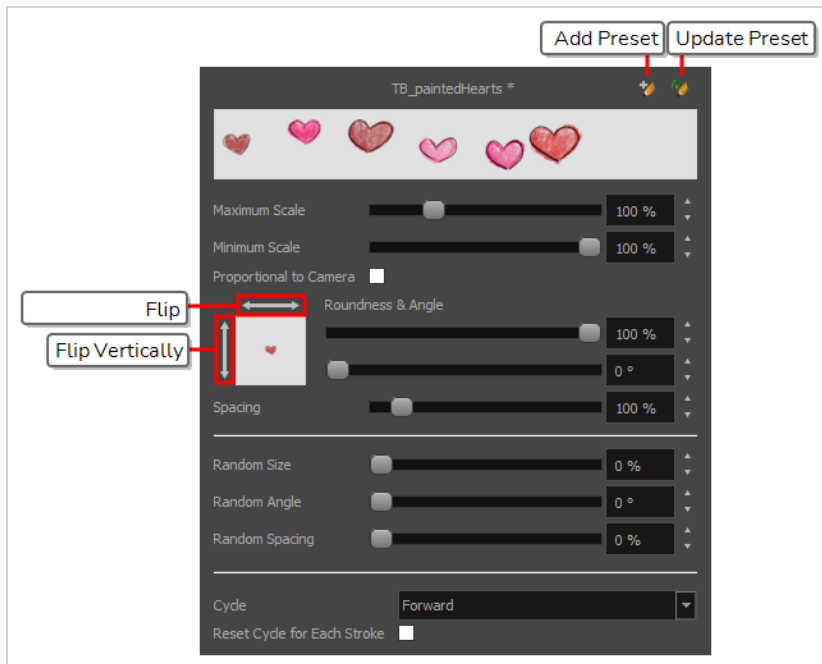 Add Preset
Update Preset
TB_paintedHearts *
Maximum Scale
100 %
Minimum Scale
100 %
Proportional to Camera
Flip
Roundness & Angle
100 %
Flip Vertically
0 °
Spacing
100 %
Random Size
0 %
Random Angle
0 °
Random Spacing
0 %
Cycle
Forward
Reset Cycle for Each Stroke